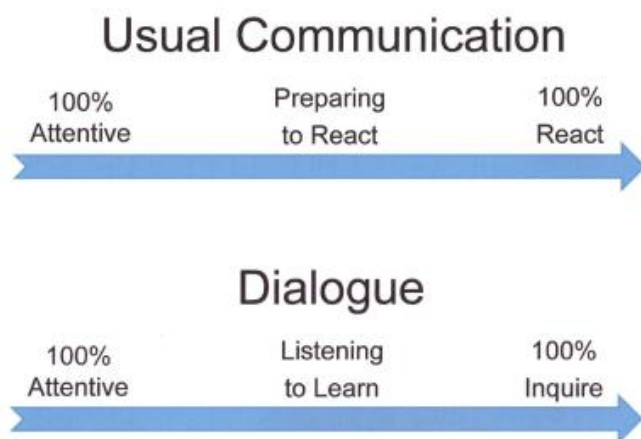 Usual Communication
100% Preparing 100%
Attentive to React React
Dialogue
100% Listening 100%
Attentive to Learn Inquire